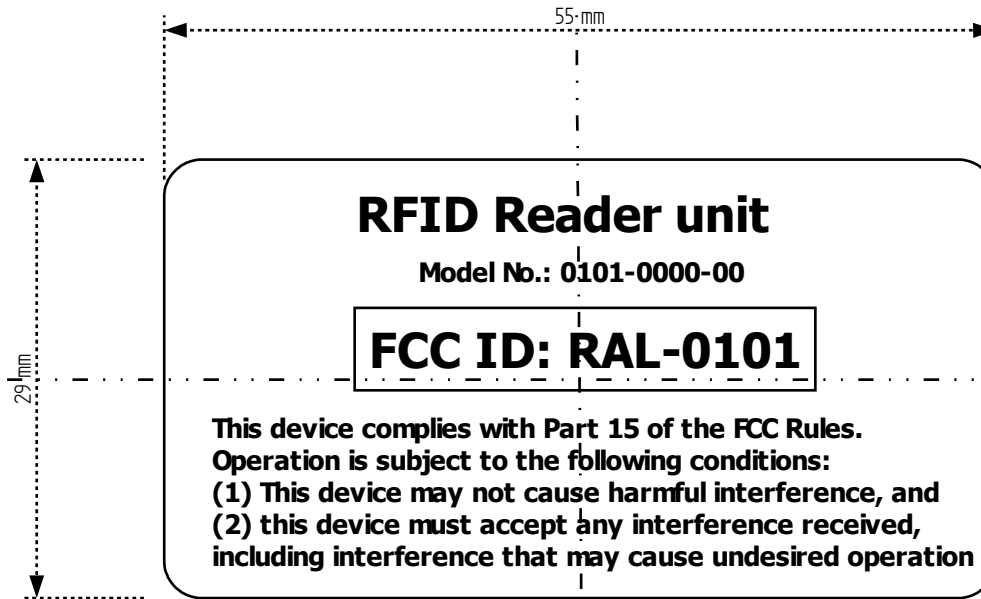 55 mm
RFID Reader unit
Model No.: 0101-0000-00
FCC ID: RAL-0101
29 mm
This device complies with Part 15 of the FCC Rules.
Operation is subject to the following conditions:
(1) This device may not cause harmful interference, and
(2) this device must accept any interference received,
including interference that may cause undesired operation